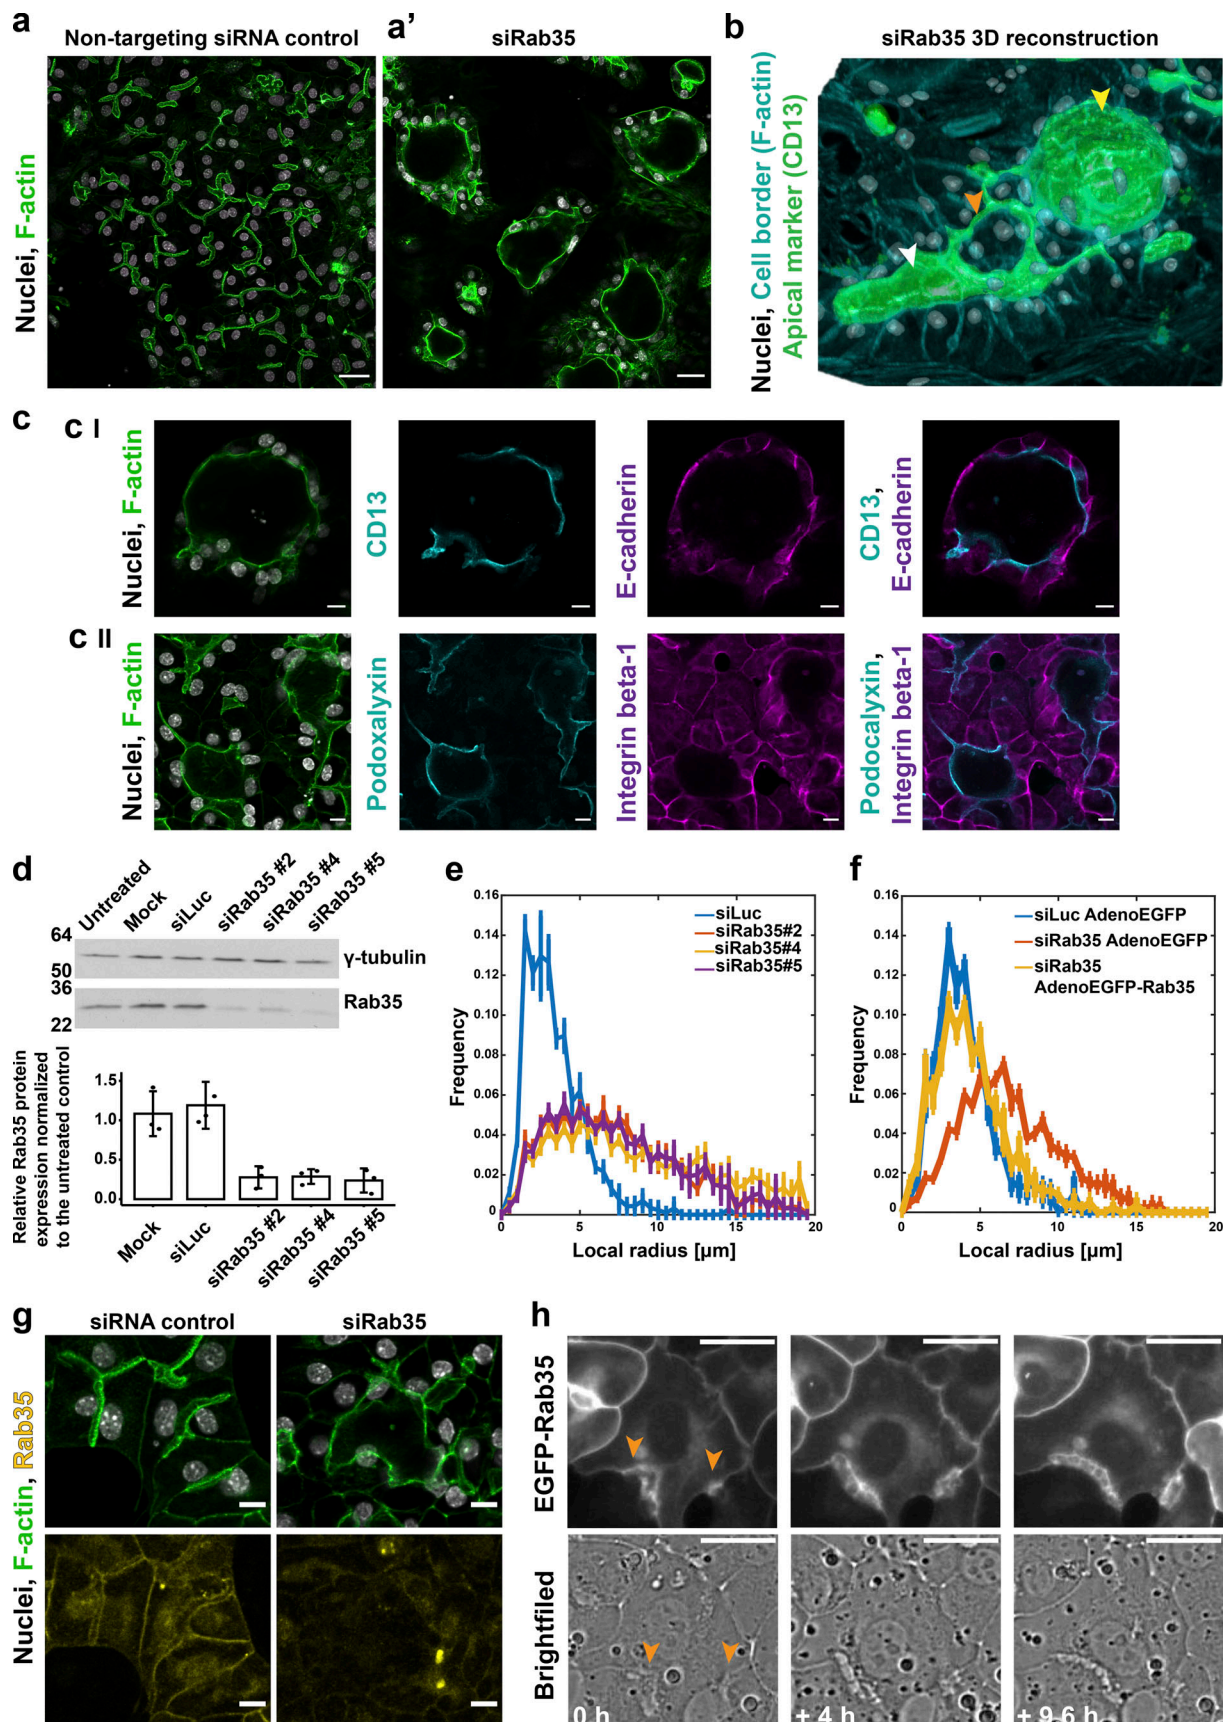 a
Non-targeting siRNA control
a’
siRab35
b
siRab35 3D reconstruction
Nuclei, F-actin
Nuclei, Cell border (F-actin)
Apical marker (CD13)
c
c I
Nuclei, F-actin
CD13
E-cadherin
CD13,
E-cadherin
c II
Nuclei, F-actin
Podoxalyxin
Integrin beta-1
Podocalyxin,
Integrin beta-1
d
Untreated
Mock
siLuc
siRab35 #2
siRab35 #4
siRab35 #5
64
50
γ-tubulin
36
22
Rab35
Relative Rab35 protein
expression normalized
to the untreated control
1.5
1.0
0.5
0.0
Mock
siLuc
siRab35 #2
siRab35 #4
siRab35 #5
e
Frequency
0.16
0.14
0.12
0.10
0.08
0.06
0.04
0.02
0
siLuc
siRab35#2
siRab35#4
siRab35#5
0 5 10 15 20
Local radius [µm]
f
Frequency
0.16
0.14
0.12
0.10
0.08
0.06
0.04
0.02
0
siLuc AdenoEGFP
siRab35 AdenoEGFP
siRab35
AdenoEGFP-Rab35
0 5 10 15 20
Local radius [µm]
g
siRNA control
siRab35
Nuclei, F-actin, Rab35
h
EGFP-Rab35
Brightfiled
0 h
+ 4 h
+ 9.6 h